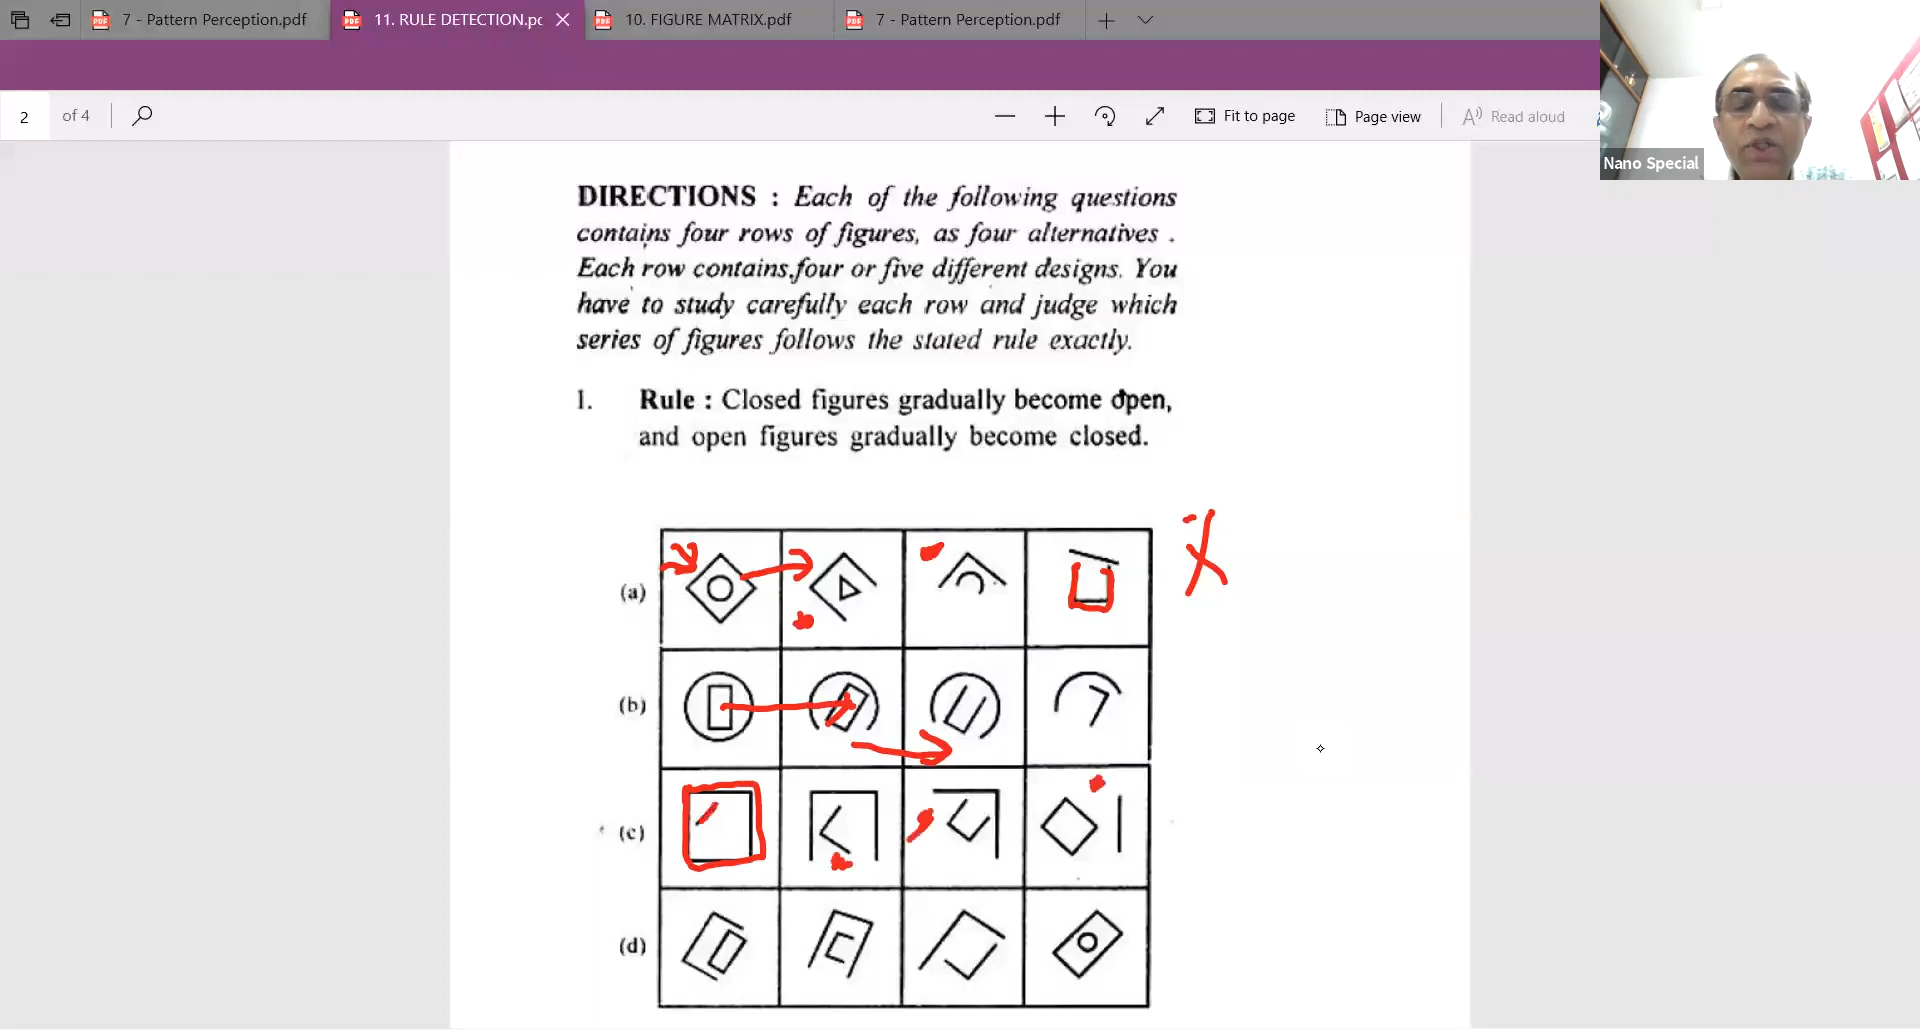 7 - Pattern Perception.pdf
11. RULE DETECTION.pc
10. FIGURE MATRIX.pdf
7 - Pattern Perception.pdf
2 of 4
Fit to page
Page view
Read aloud
Nano Special
DIRECTIONS : Each of the following questions
contains four rows of figures, as four alternatives .
Each row contains four or five different designs. You
have to study carefully each row and judge which
series of figures follows the stated rule exactly.
1. Rule : Closed figures gradually become open,
and open figures gradually become closed.
(a)
(b)
(c)
(d)